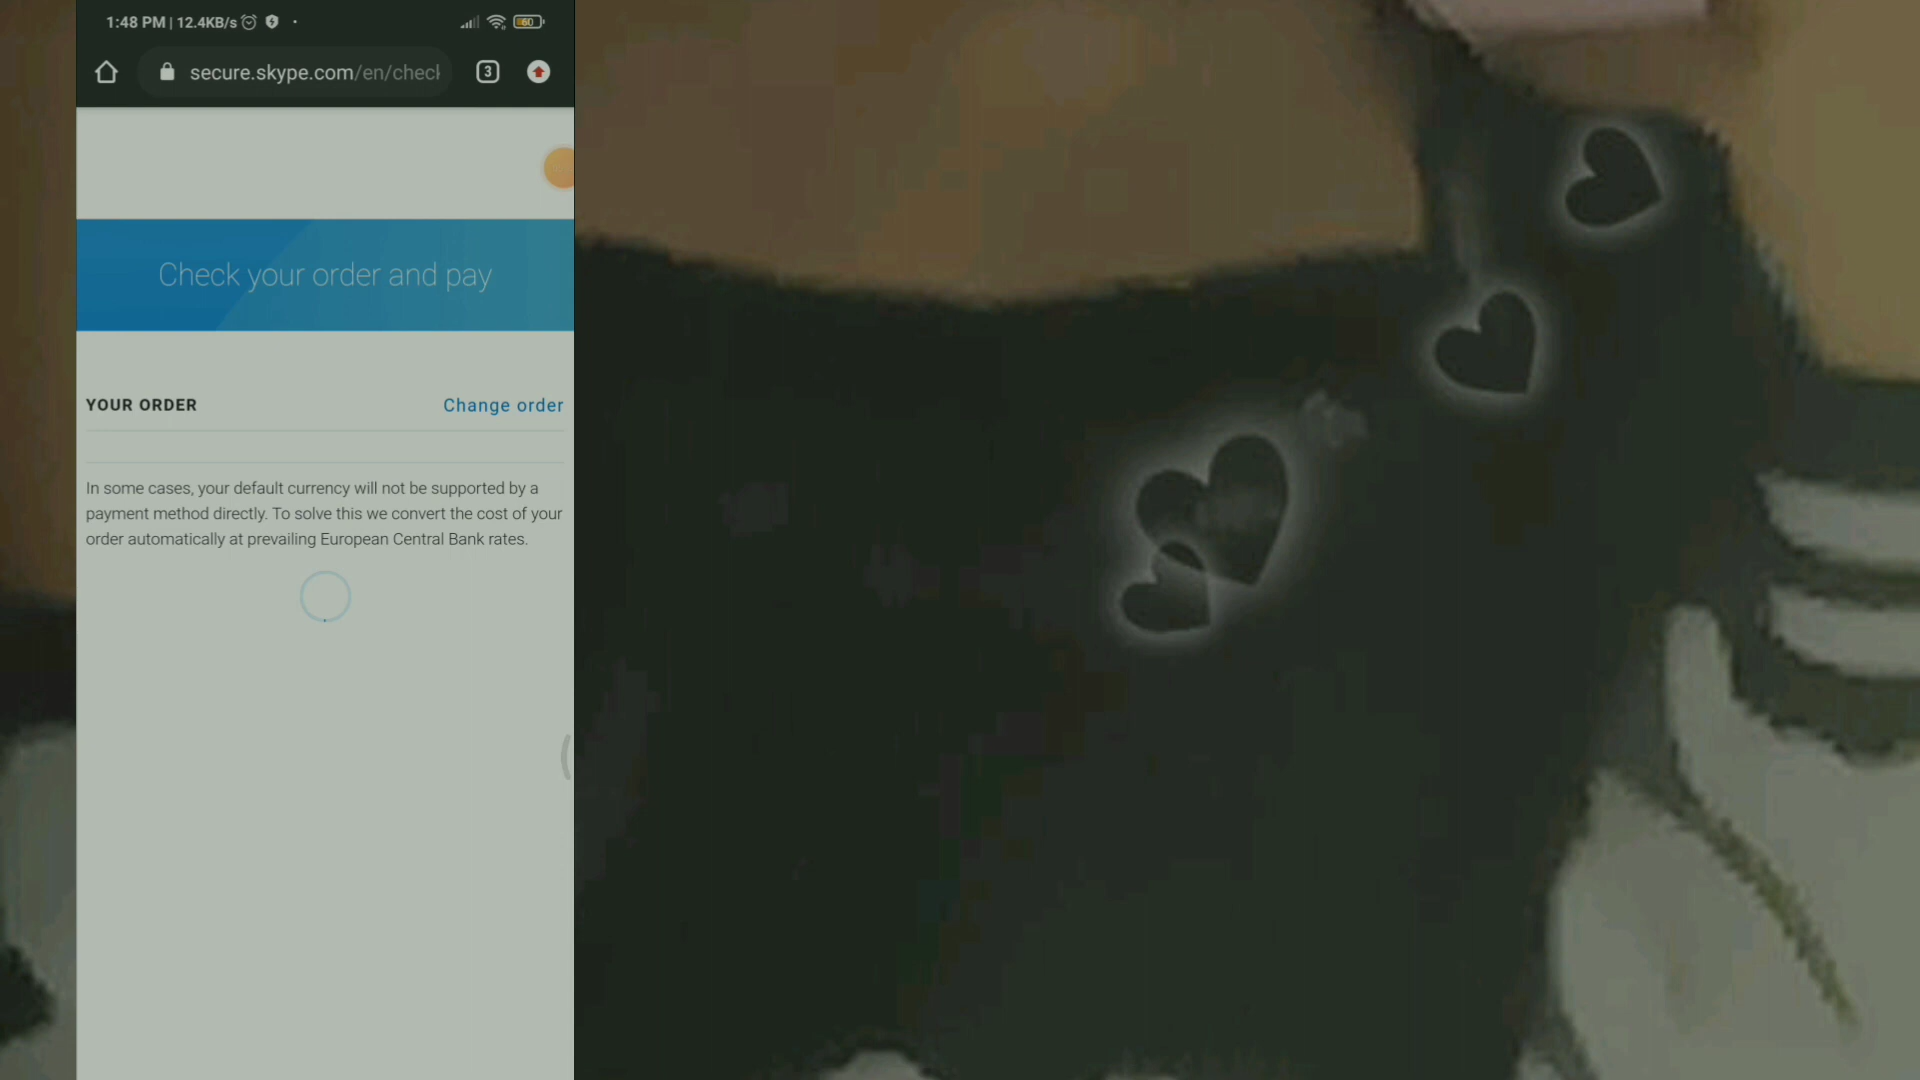 1:48 PM | 12.4KB/s
60
secure.skype.com/en/check
3
Check your order and pay
YOUR ORDER
Change order
In some cases, your default currency will not be supported by a
payment method directly. To solve this we convert the cost of your
order automatically at prevailing European Central Bank rates.